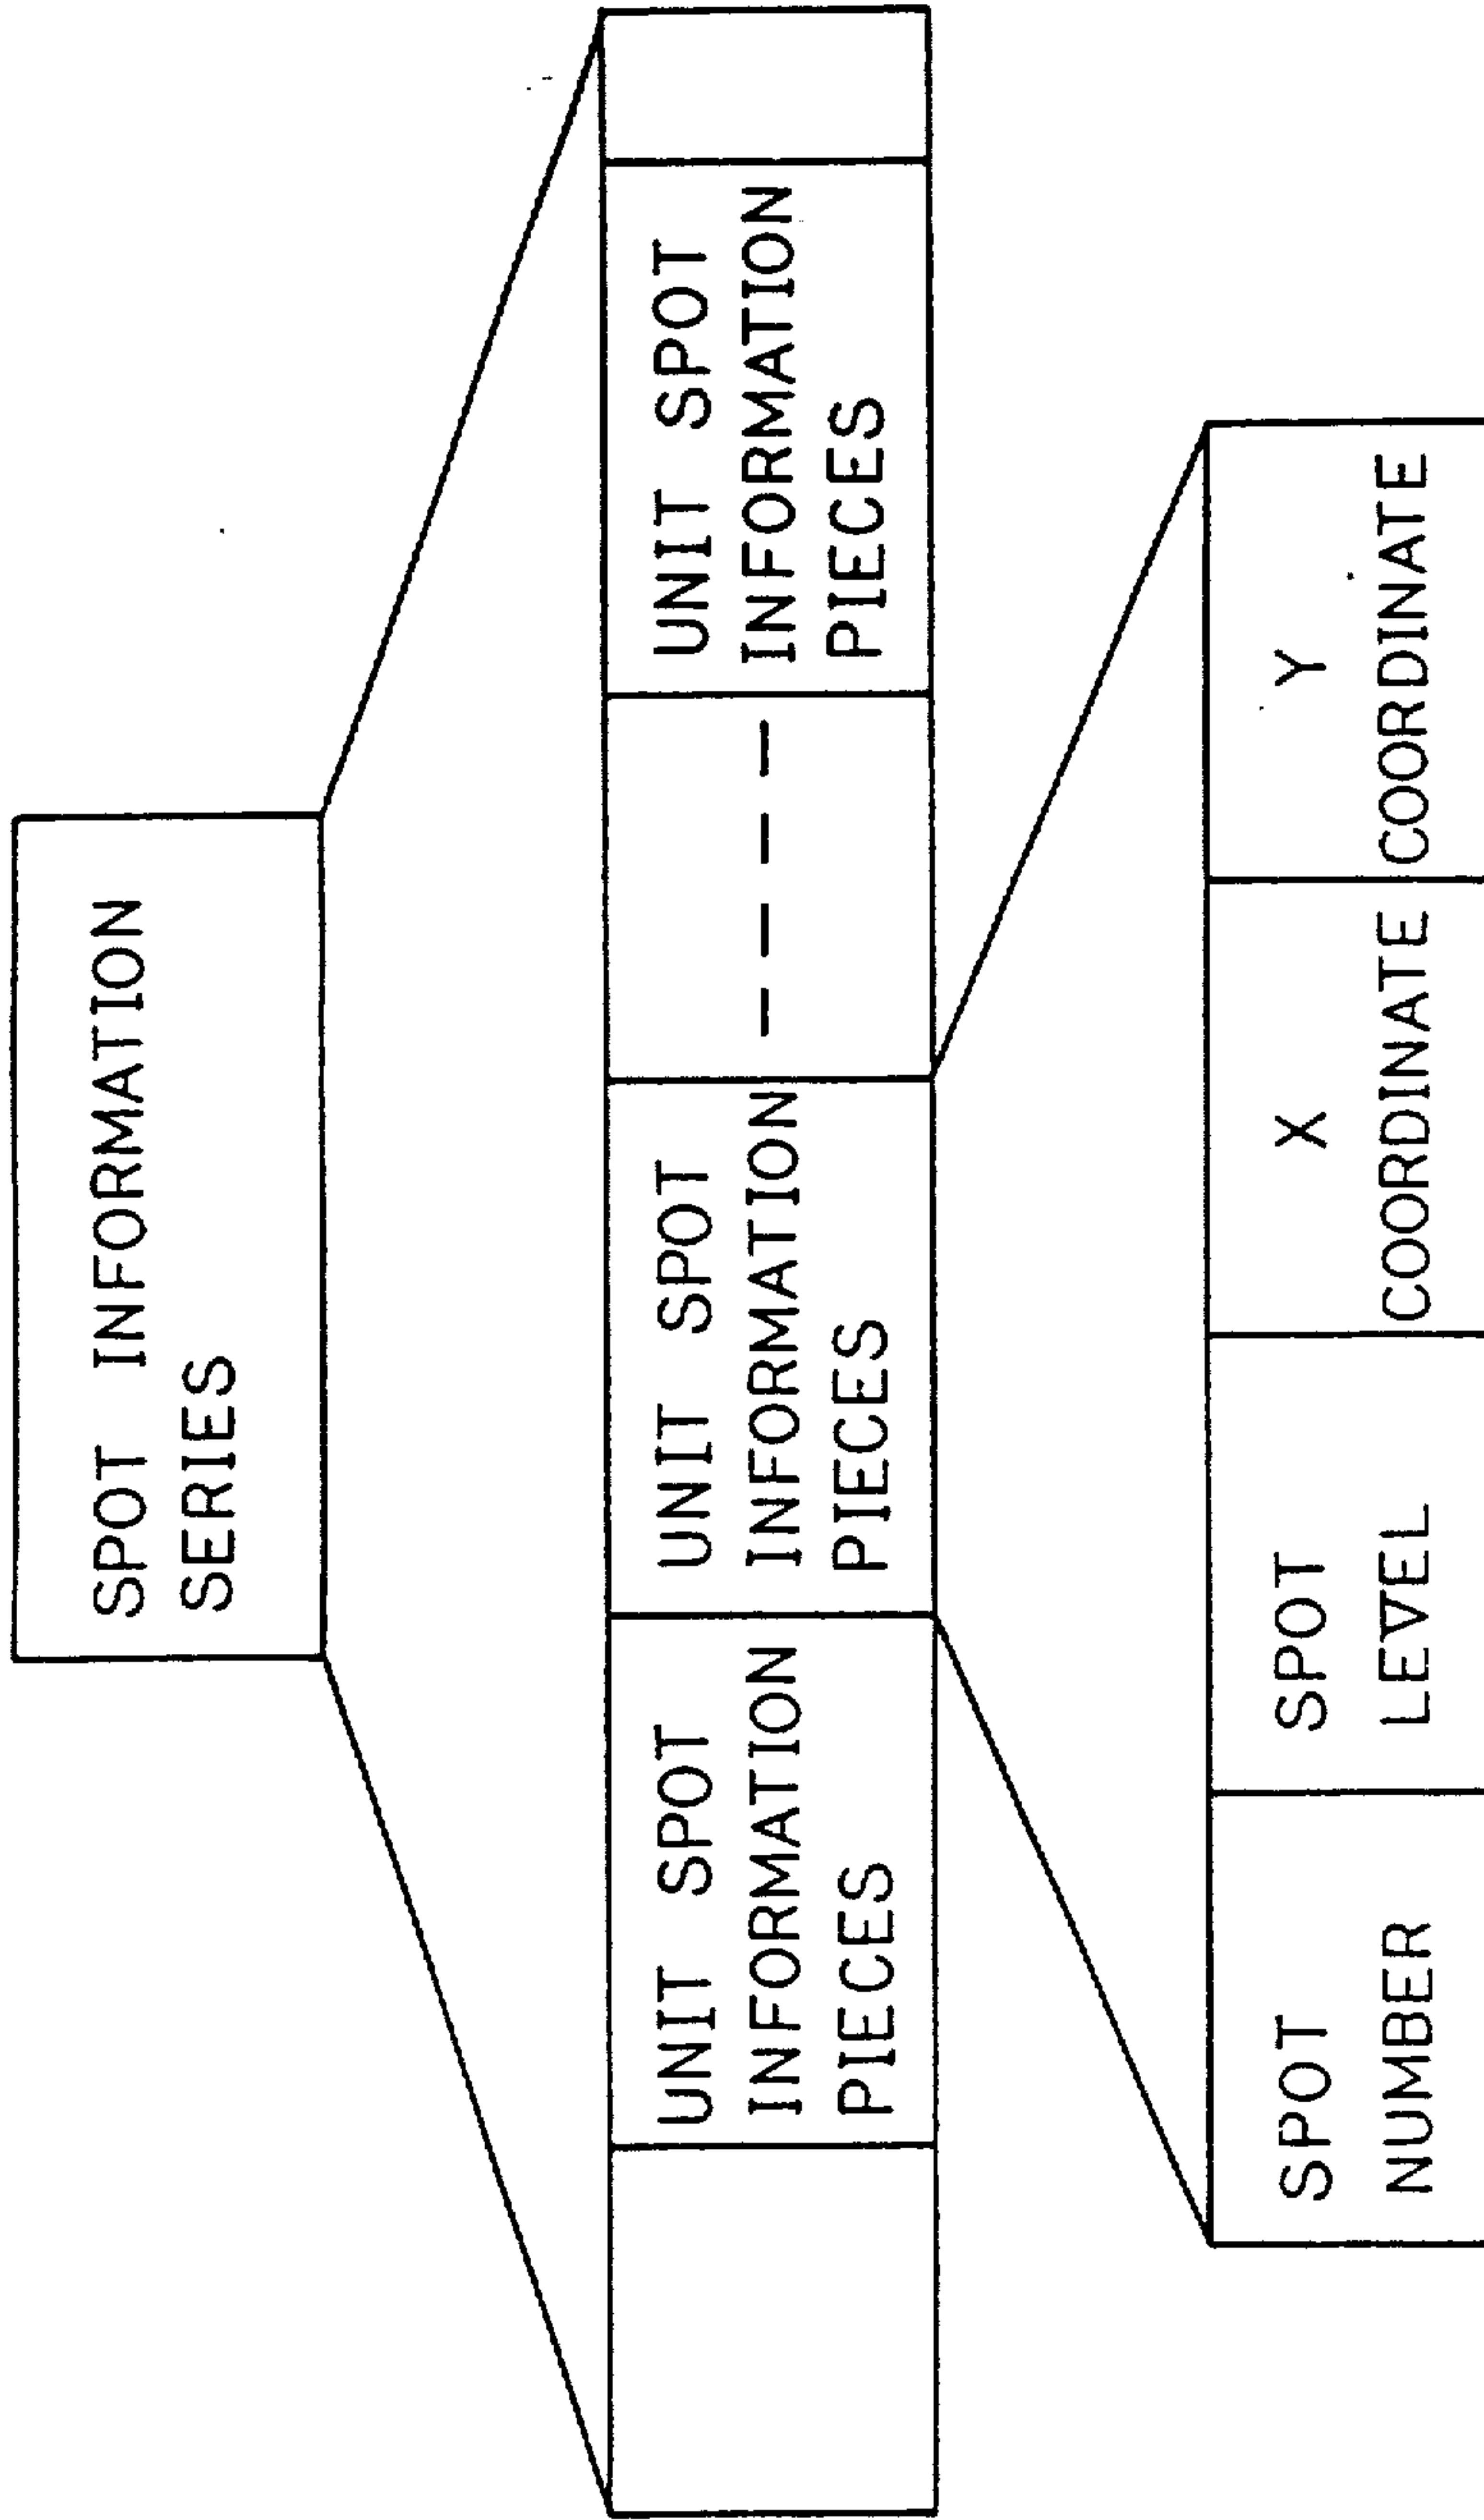 SPOT INFORMATION
SERIES
UNIT SPOT
INFORMATION
PIECES
UNIT SPOT
INFORMATION
PIECES
UNIT SPOT
INFORMATION
PIECES
SPOT
NUMBER
SPOT
LEVEL
X
COORDINATE
Y
COORDINATE